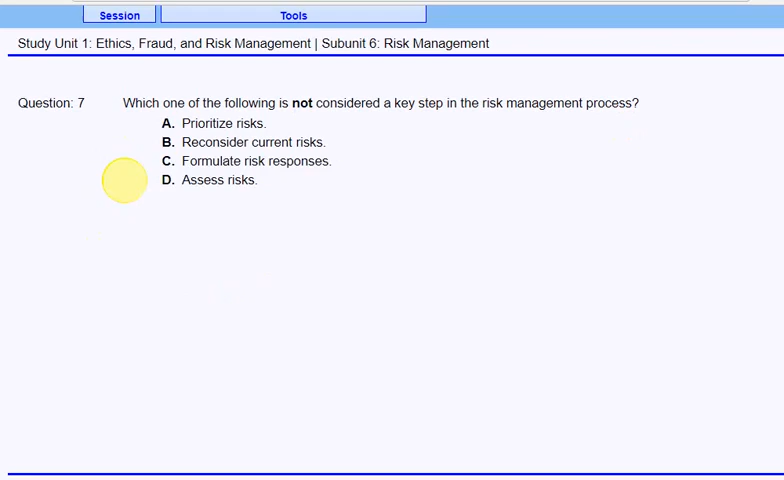 Session Tools
Study Unit 1: Ethics, Fraud, and Risk Management | Subunit 6: Risk Management
Question: 7 Which one of the following is not considered a key step in the risk management process?
A. Prioritize risks.
B. Reconsider current risks.
C. Formulate risk responses.
D. Assess risks.